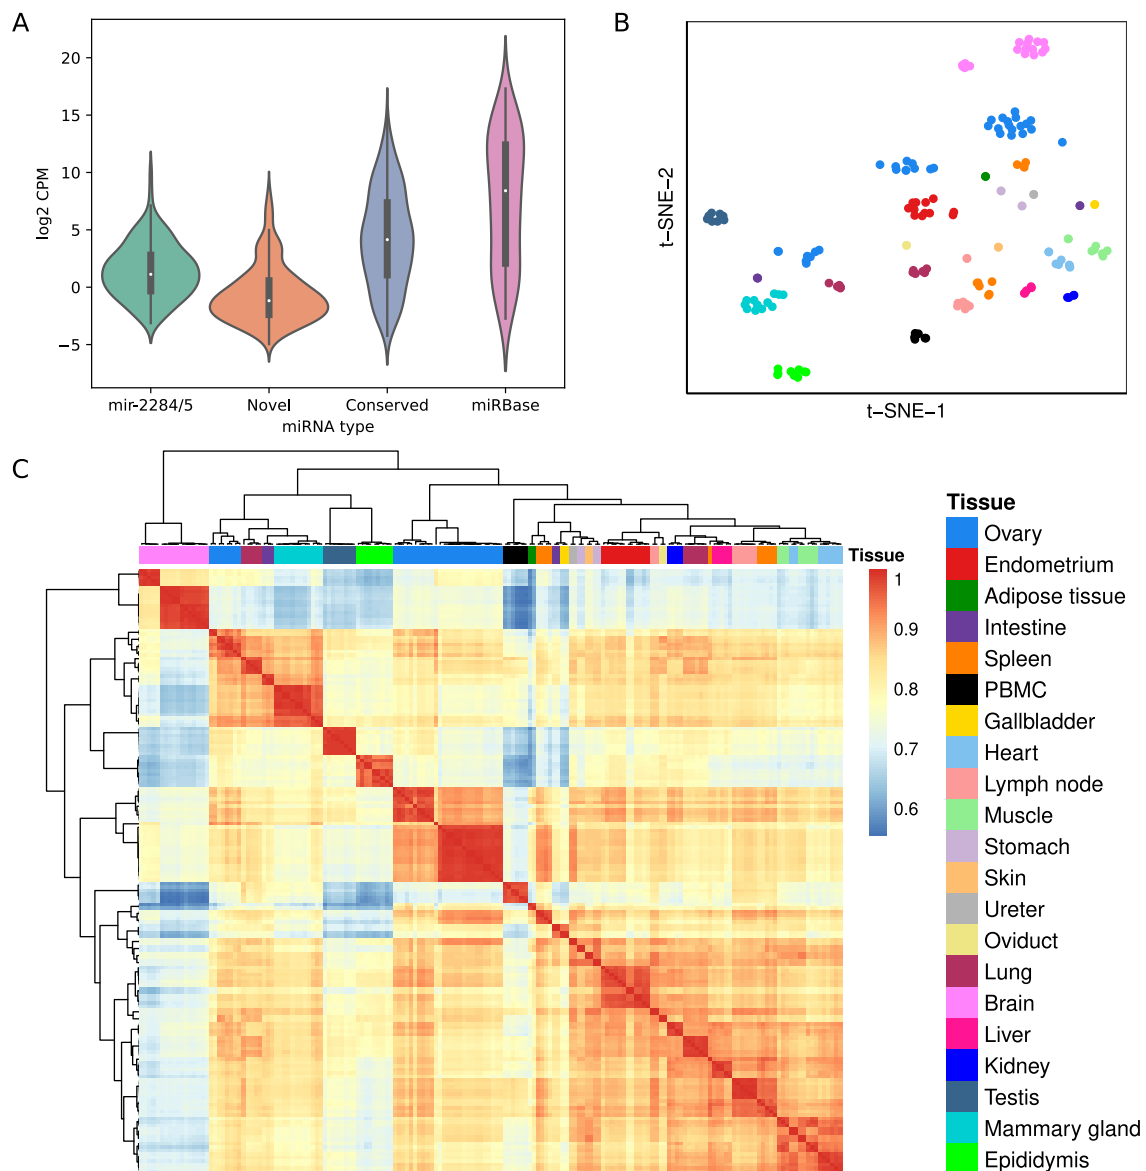 A
B
20
15
10
5
0
−5
log2 CPM
mir-2284/5
Novel
Conserved
miRBase
miRNA type
t−SNE−2
t−SNE−1
C
Tissue
1
0.9
0.8
0.7
0.6
Tissue
Ovary
Endometrium
Adipose tissue
Intestine
Spleen
PBMC
Gallbladder
Heart
Lymph node
Muscle
Stomach
Skin
Ureter
Oviduct
Lung
Brain
Liver
Kidney
Testis
Mammary gland
Epididymis